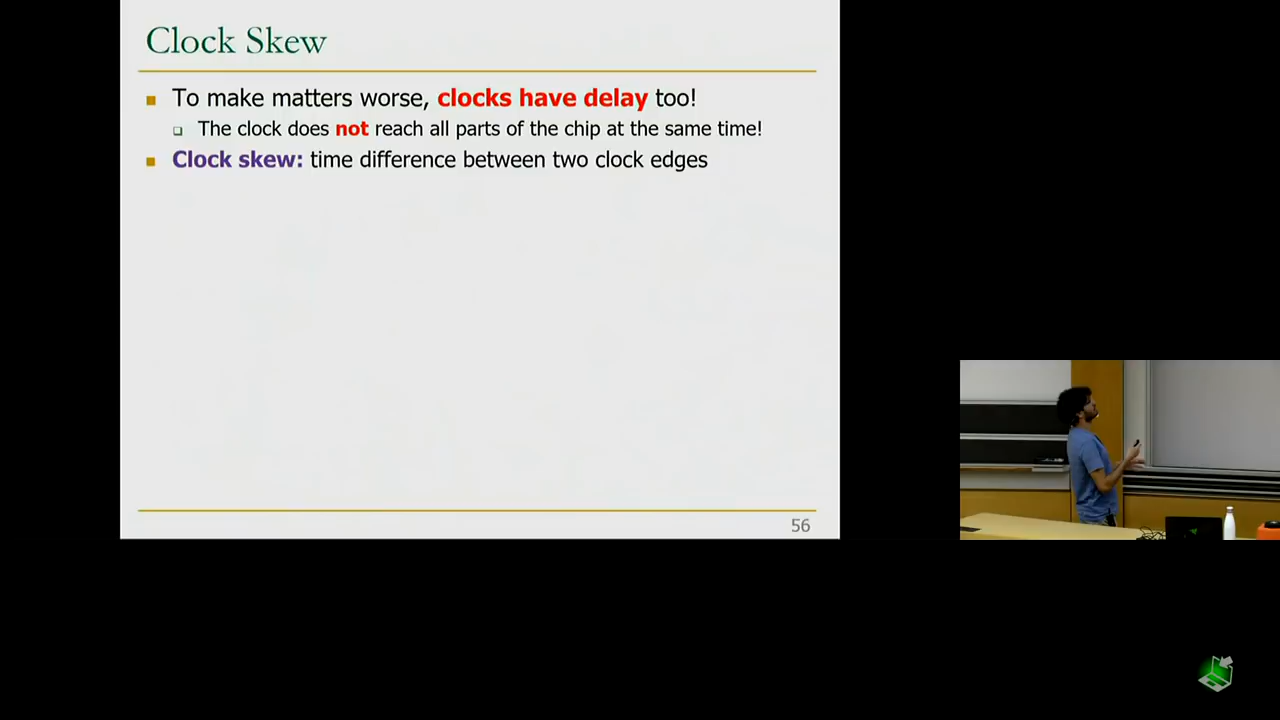 Clock Skew
To make matters worse, clocks have delay too!
The clock does not reach all parts of the chip at the same time!
Clock skew: time difference between two clock edges
56